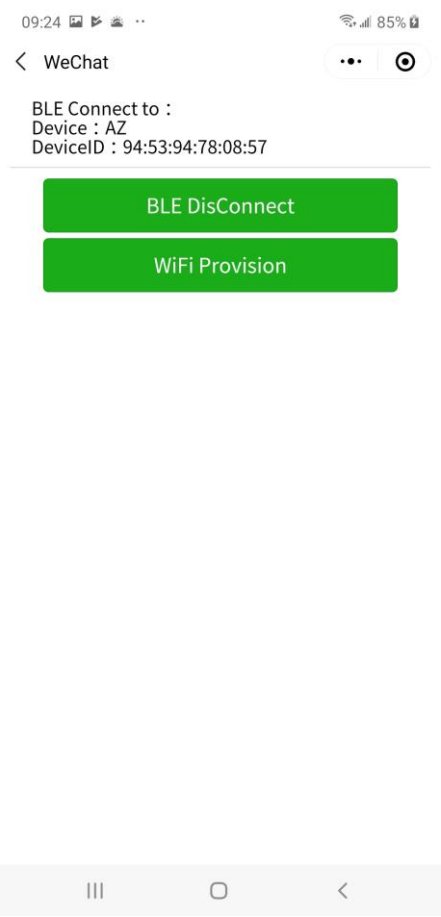 09:24
85%
WeChat
BLE Connect to：
Device：AZ
DeviceID：94:53:94:78:08:57
BLE DisConnect
WiFi Provision